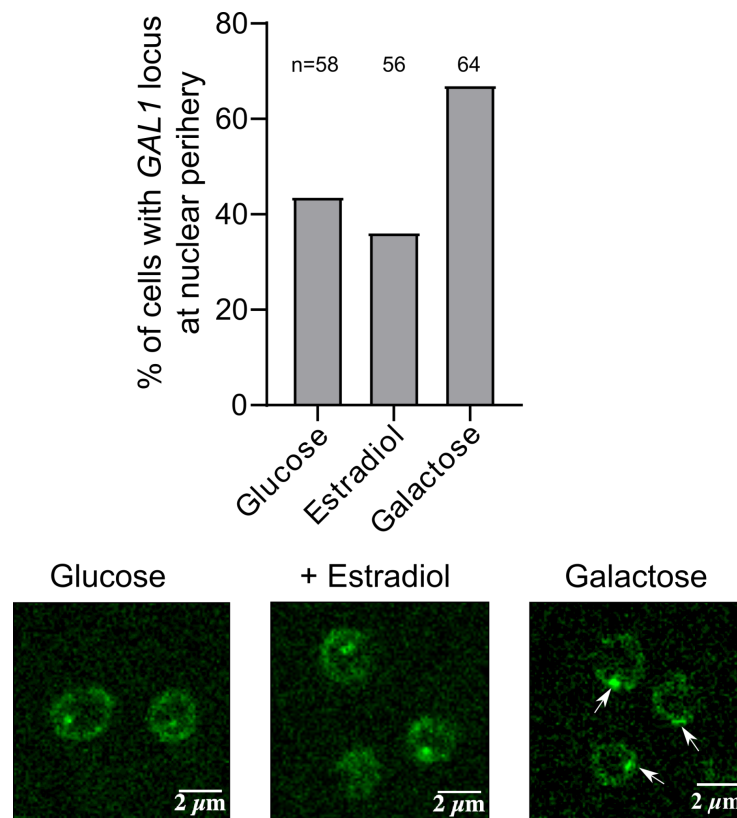 % of cells with GAL1 locus
at nuclear perihery
80
60
40
20
0
n=58 56 64
Glucose
Estradiol
Galactose
Glucose + Estradiol Galactose
2 µm 2 µm 2 µm